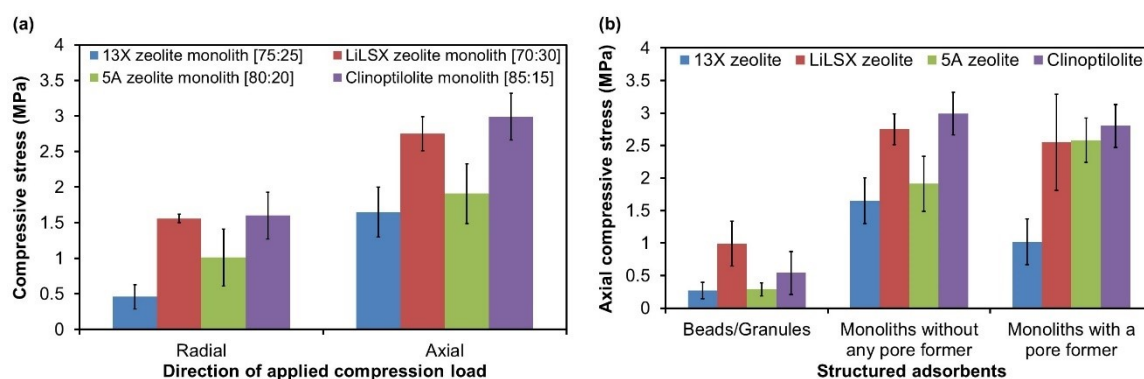 (a)
Compressive stress (MPa)
4
3.5
3
2.5
2
1.5
1
0.5
0
13X zeolite monolith [75:25]
LiLSX zeolite monolith [70:30]
5A zeolite monolith [80:20]
Clinoptilolite monolith [85:15]
Radial
Axial
Direction of applied compression load
(b)
Axial compressive stress (MPa)
4
3.5
3
2.5
2
1.5
1
0.5
0
13X zeolite
LiLSX zeolite
5A zeolite
Clinoptilolite
Beads/Granules
Monoliths without
any pore former
Monoliths with a
pore former
Structured adsorbents